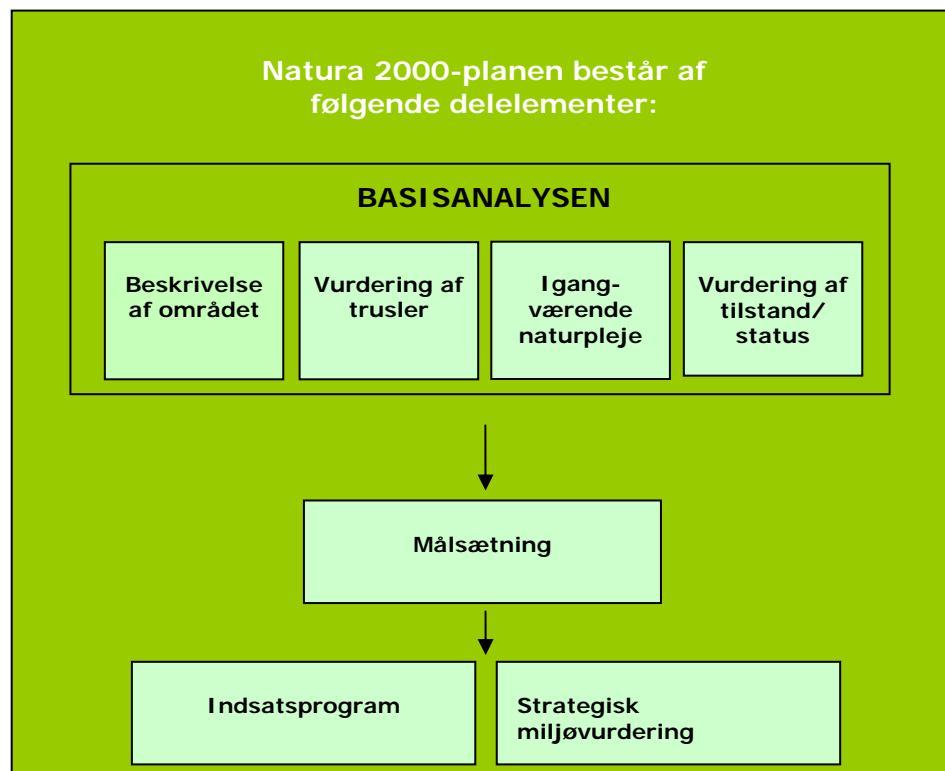 Natura 2000-planen består af
følgende delelementer:
BASISANALYSEN
Beskrivelse
af området
Vurdering af
trusler
Igang-
værende
naturpleje
Vurdering af
tilstand/
status
Målsætning
Indsatsprogram
Strategisk
miljøvurdering